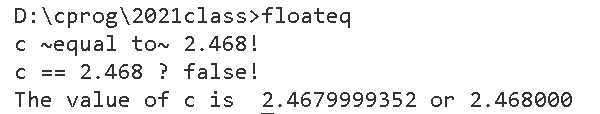 D:\cprog\2021class>floateq
c ~equal to~ 2.468!
c == 2.468 ? false!
The value of c is  2.4679999352 or 2.468000